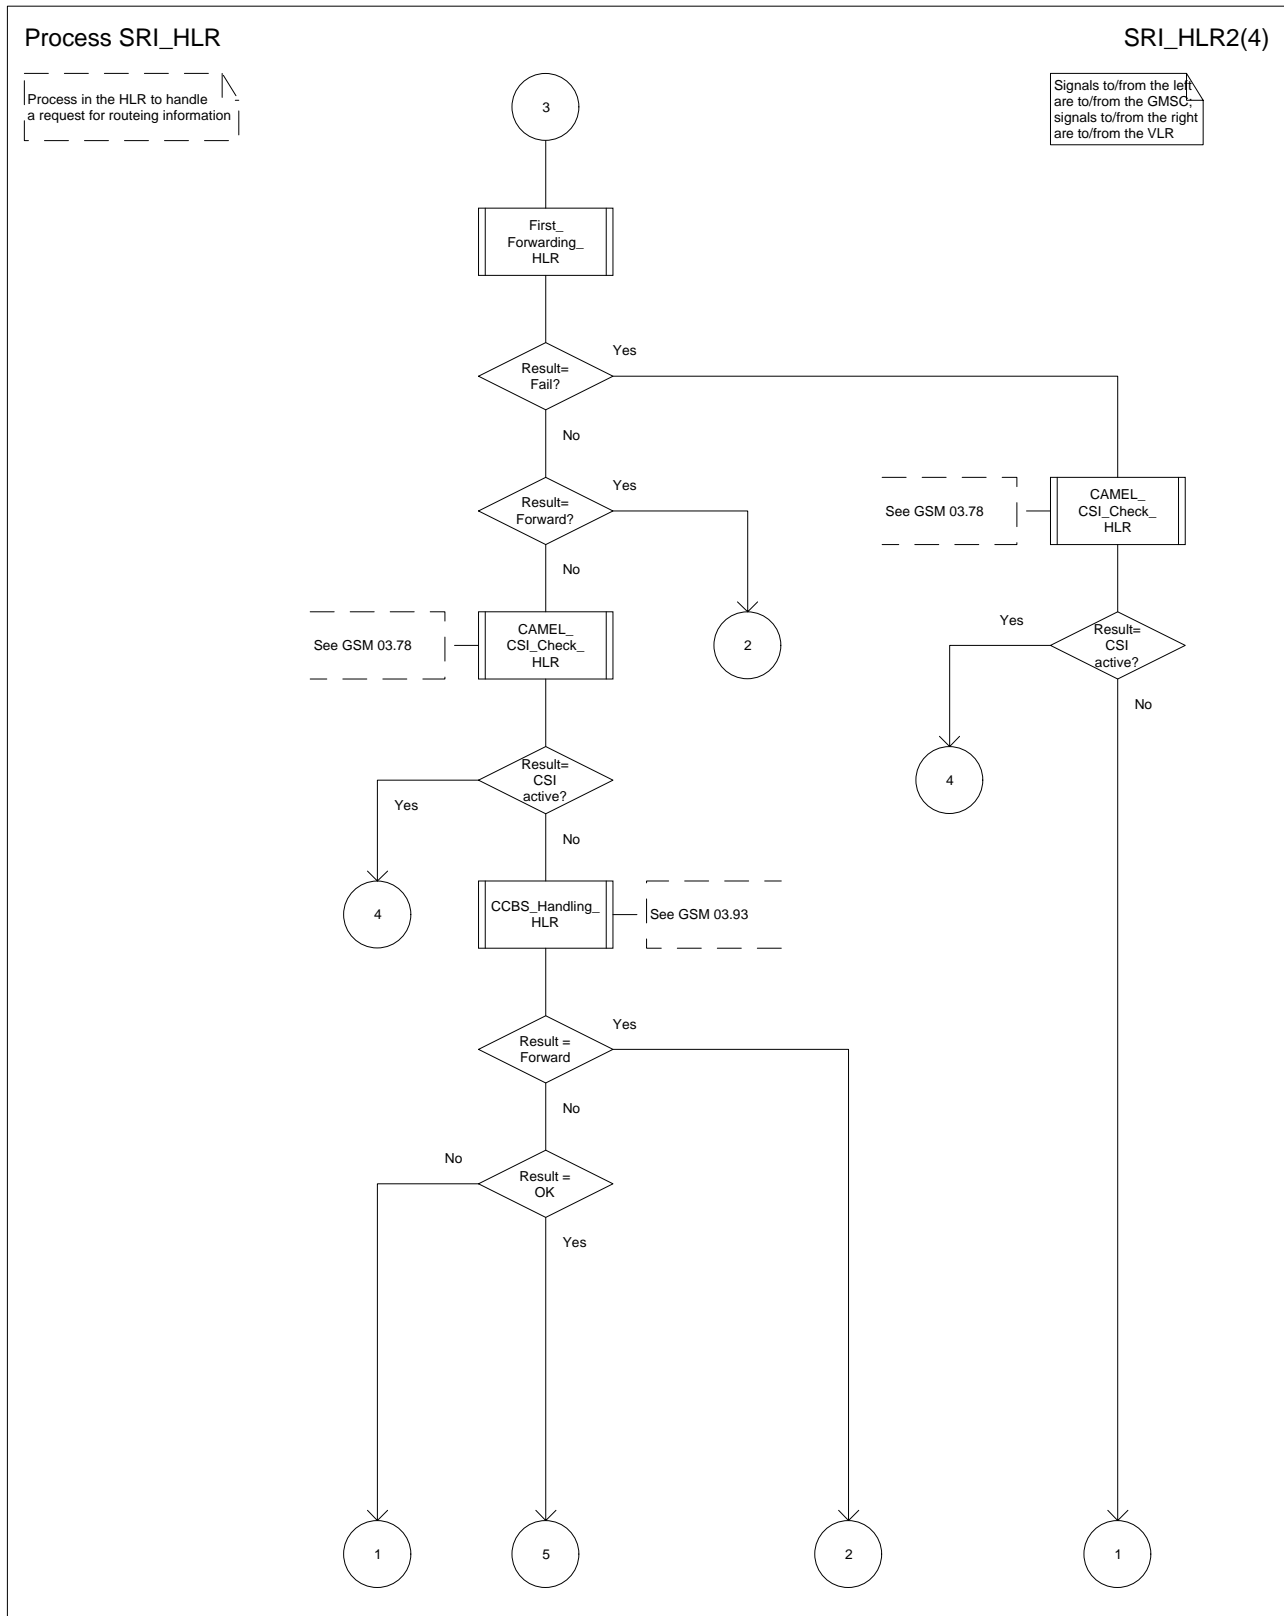 Process SRI_HLR
SRI_HLR2(4)
Process in the HLR to handle
a request for routeing information
Signals to/from the left
are to/from the GMSC;
signals to/from the right
are to/from the VLR
3
First_
Forwarding_
HLR
Result=
Fail?
Yes
No
Result=
Forward?
Yes
No
2
See GSM 03.78
CAMEL_
CSI_Check_
HLR
Result=
CSI
active?
Yes
No
4
See GSM 03.78
CAMEL_
CSI_Check_
HLR
Result=
CSI
active?
Yes
No
4
CCBS_Handling_
HLR
See GSM 03.93
Result =
Forward
Yes
No
Result =
OK
No
Yes
1
5
2
1